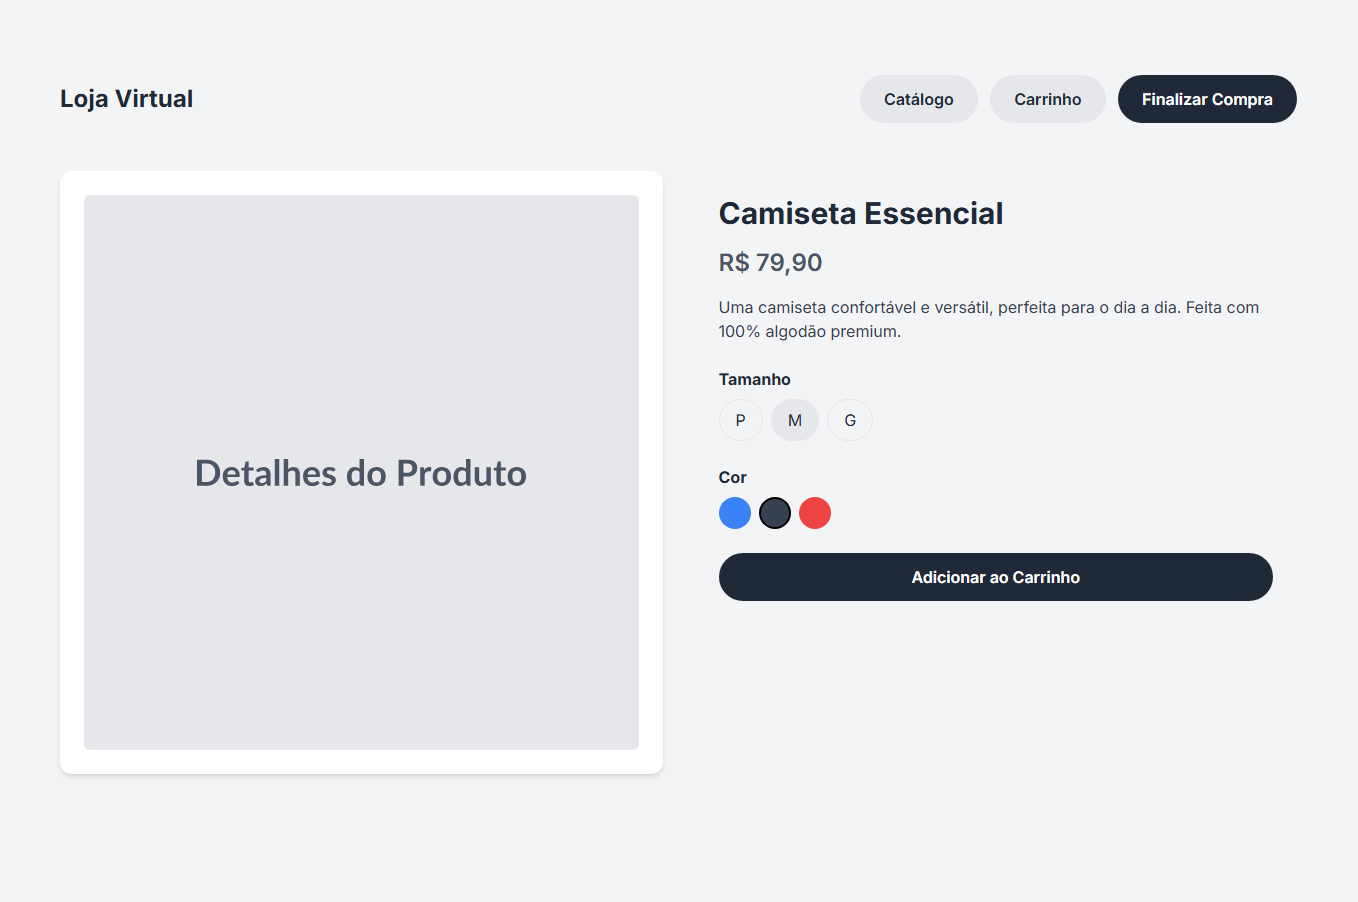 Loja Virtual
Catálogo
Carrinho
Finalizar Compra
Detalhes do Produto
Camiseta Essencial
R$ 79,90
Uma camiseta confortável e versátil, perfeita para o dia a dia. Feita com
100% algodão premium.
Tamanho
P
M
G
Cor
Adicionar ao Carrinho